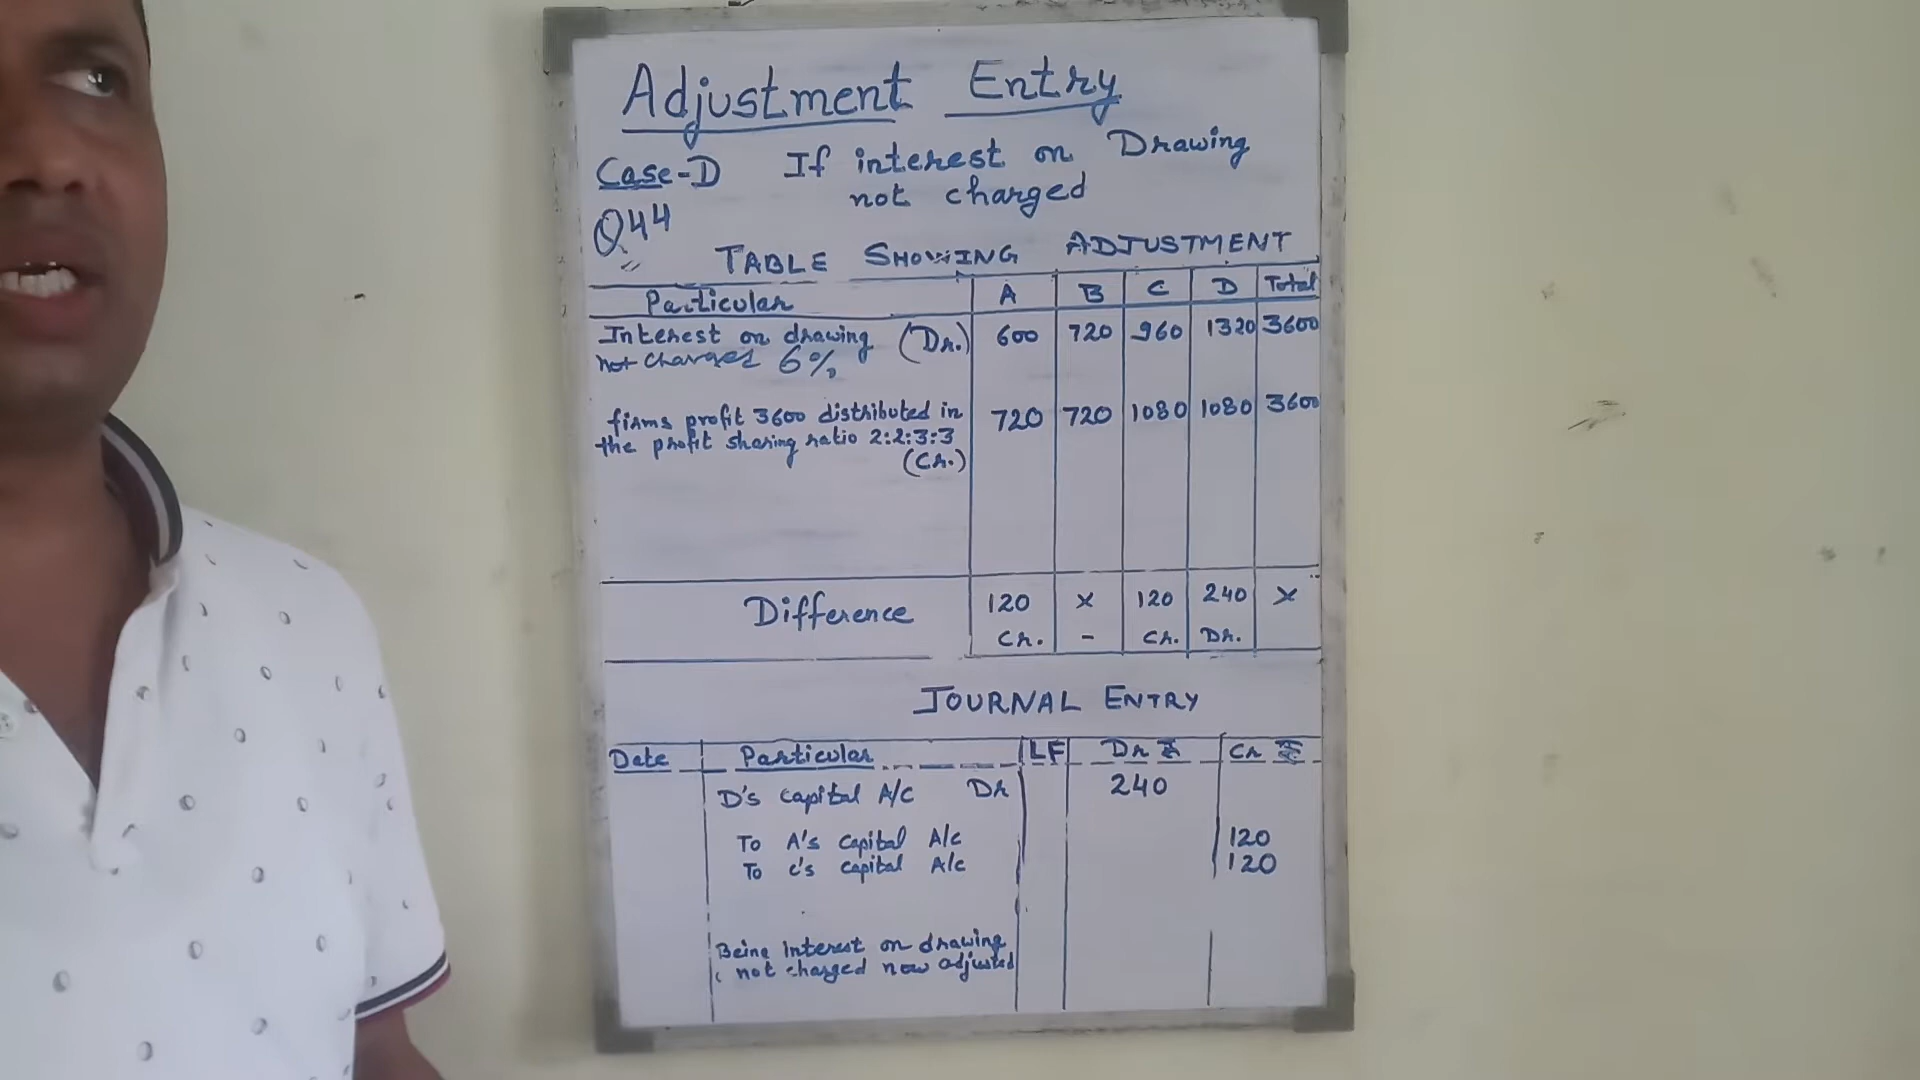 Adjustment Entry
Case-D If interest on Drawing
not charged
Q44
TABLE SHOWING ADJUSTMENT
Particular A B C D Total
Interest on drawing (Dr.) 600 720 960 1320 3600
not charges 6%
firms profit 3600 distributed in 720 720 1080 1080 3600
the profit sharing ratio 2:2:3:3
(Cr.)
Difference 120 × 120 240 ×
Cr. - Cr. Dr.
JOURNAL ENTRY
Date Particular LF Dr ₹ Cr ₹
D's Capital A/C Dr 240
To A's Capital A/c 120
To c's Capital A/c 120
Being Interest on drawing
not charged now adjusted